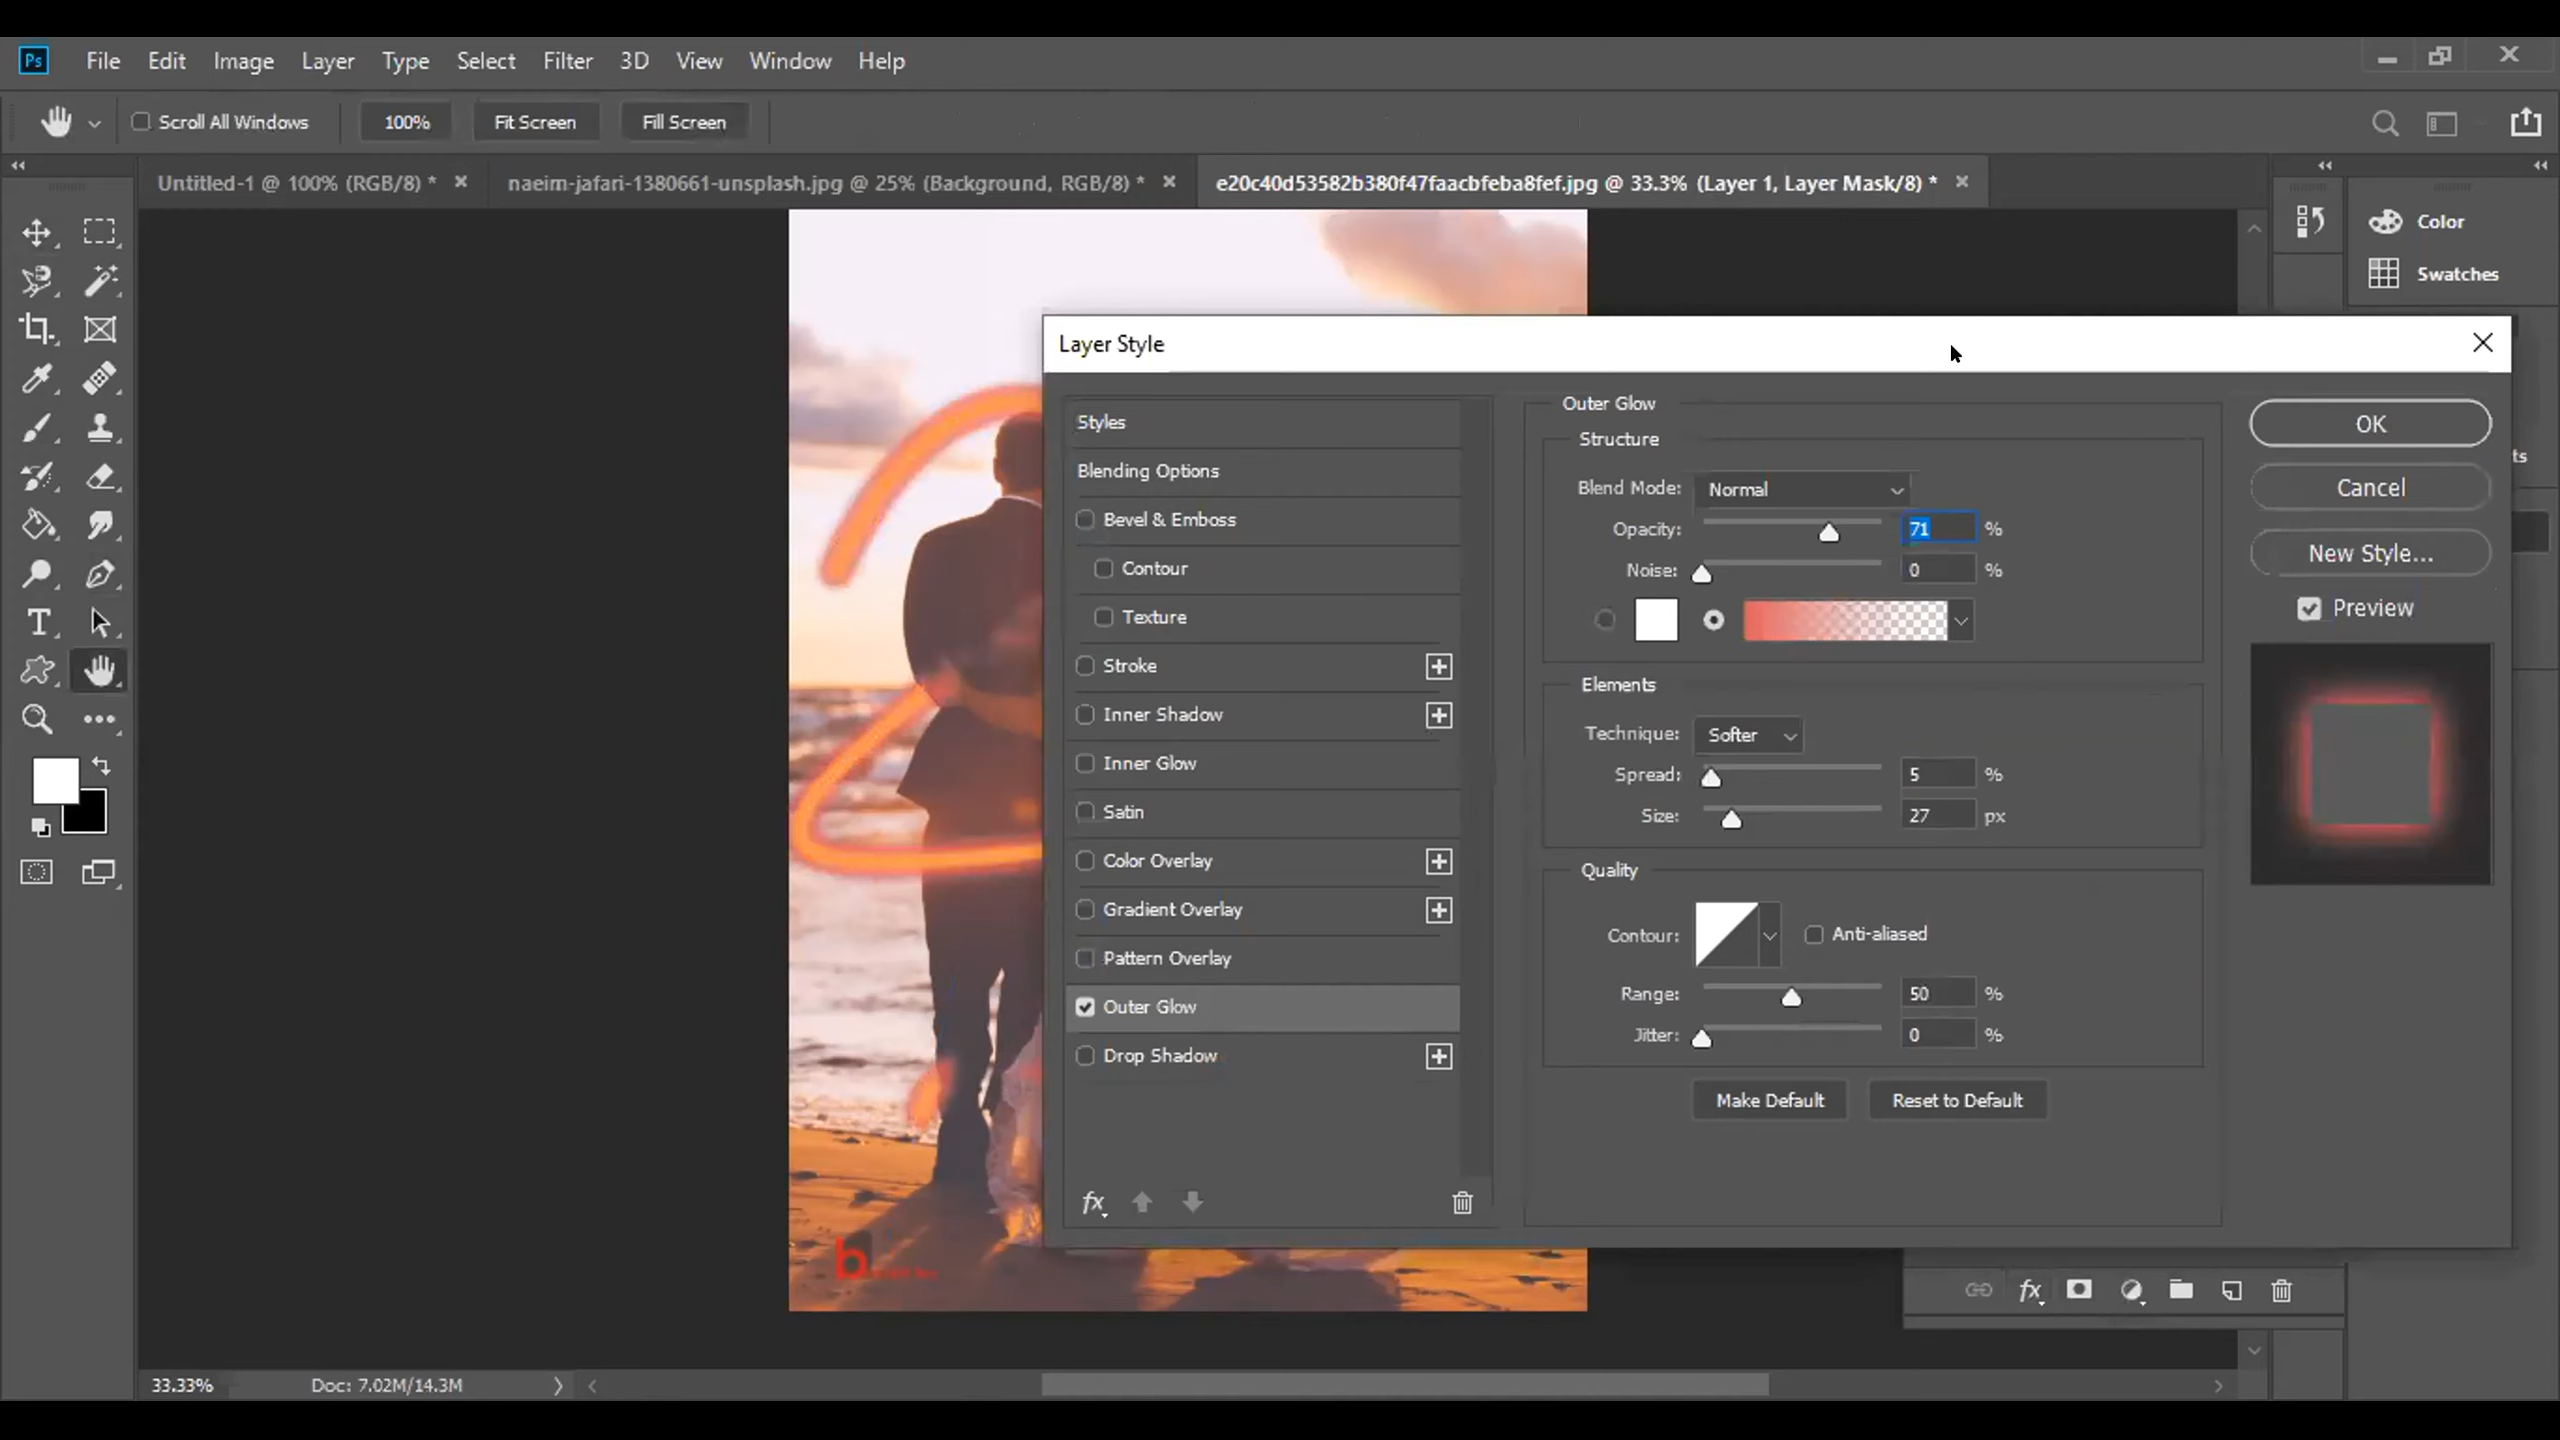 Ps File Edit Image Layer Type Select Filter 3D View Window Help
Scroll All Windows 100% Fit Screen Fill Screen
Untitled-1 @ 100% (RGB/8) * naeim-jafari-1380661-unsplash.jpg @ 25% (Background, RGB/8) * e20c40d53582b380f47faacbfeba8fef.jpg @ 33.3% (Layer 1, Layer Mask/8) *
Color
Swatches
Layer Style
Styles
Blending Options
Bevel & Emboss
Contour
Texture
Stroke
Inner Shadow
Inner Glow
Satin
Color Overlay
Gradient Overlay
Pattern Overlay
Outer Glow
Drop Shadow
fx
Outer Glow
Structure
Blend Mode: Normal
Opacity: 71 %
Noise: 0 %
Elements
Technique: Softer
Spread: 5 %
Size: 27 px
Quality
Contour: Anti-aliased
Range: 50 %
Jitter: 0 %
Make Default Reset to Default
OK
Cancel
New Style...
Preview
ts
b
fx
33.33% Doc: 7.02M/14.3M